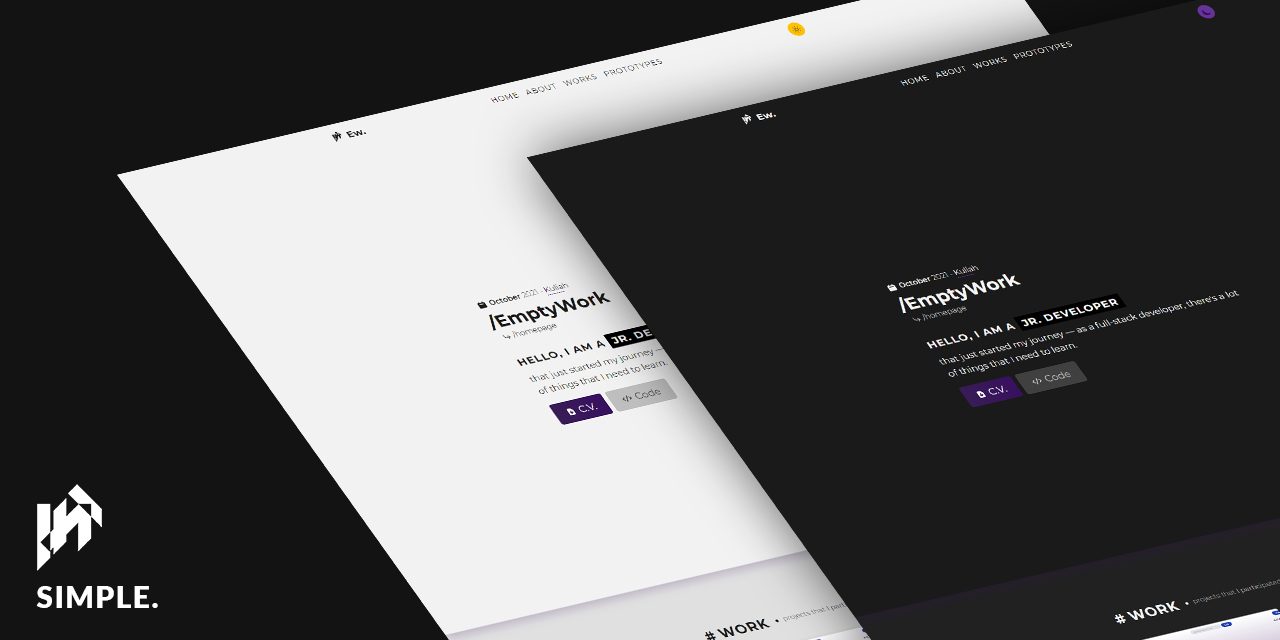 HOME ABOUT WORKS PROTOTYPES
Ew.
October 2021 - Kullah
/EmptyWork
/homepage
HELLO, I AM A JR. DE
that just started my journey —
of things that I need to learn.
C.V. </> Code
# WORK • projects that I parti
HOME ABOUT WORKS PROTOTYPES
Ew.
October 2021 - Kullah
/EmptyWork
/homepage
HELLO, I AM A JR. DEVELOPER
that just started my journey — as a full-stack developer, there's a lot
of things that I need to learn.
C.V. </> Code
# WORK • projects that I participated
SIMPLE.